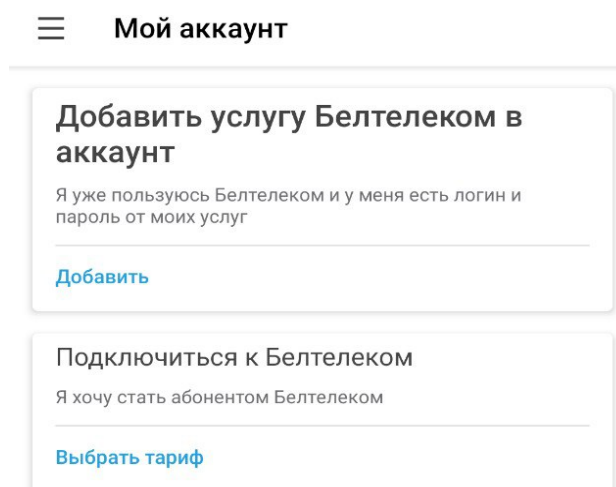 Мой аккаунт
Добавить услугу Белтелеком в
аккаунт
Я уже пользуюсь Белтелеком и у меня есть логин и
пароль от моих услуг
Добавить
Подключиться к Белтелеком
Я хочу стать абонентом Белтелеком
Выбрать тариф